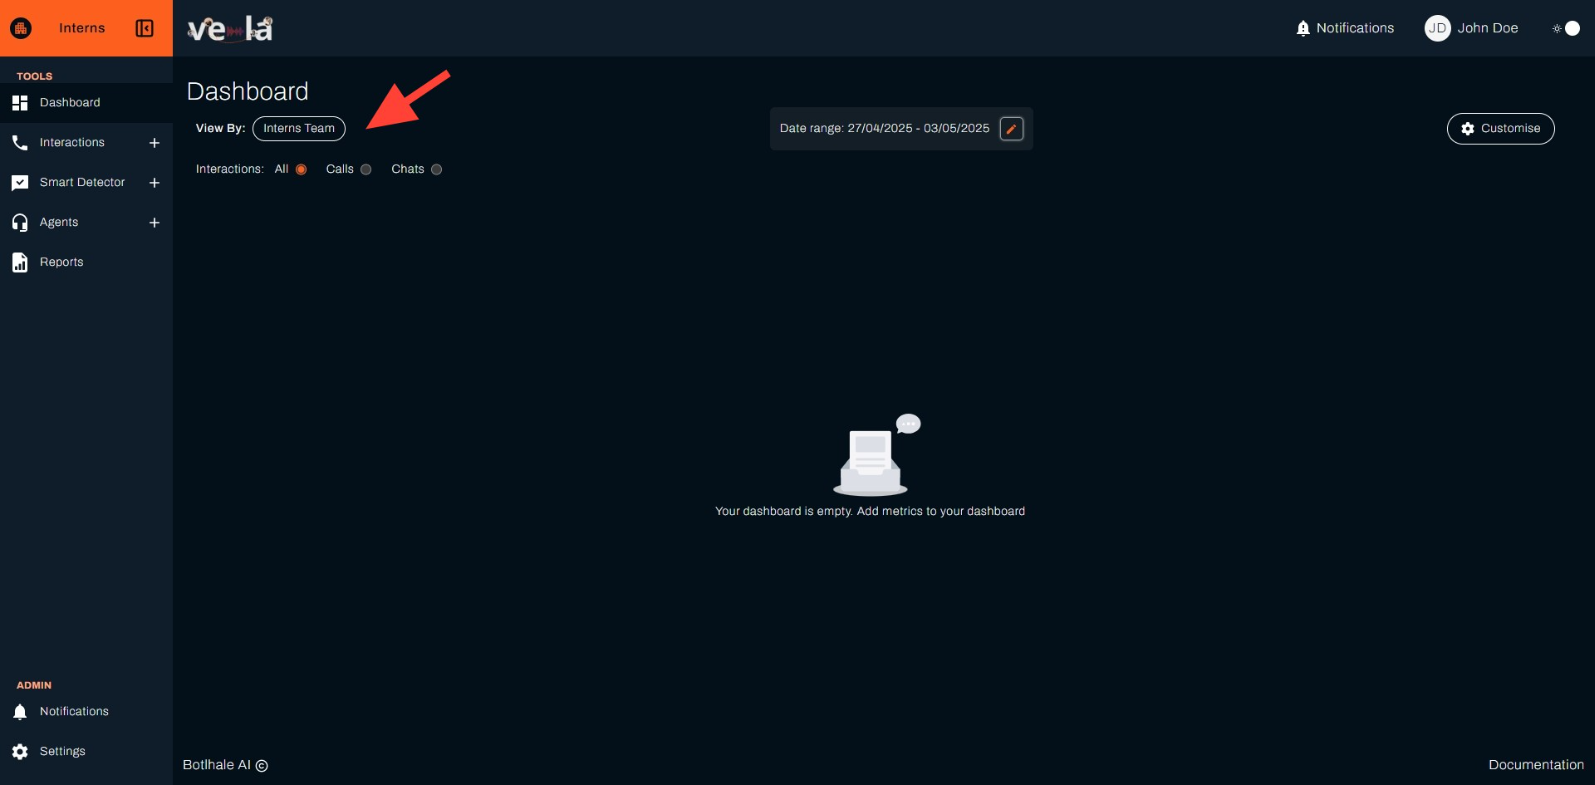 Interns
vela
Notifications
JD
John Doe
TOOLS
Dashboard
Interactions
Smart Detector
Agents
Reports
ADMIN
Notifications
Settings
Dashboard
View By: Interns Team
Date range: 27/04/2025 - 03/05/2025
Customise
Interactions: All Calls Chats
Your dashboard is empty. Add metrics to your dashboard
Botlhale AI ©
Documentation